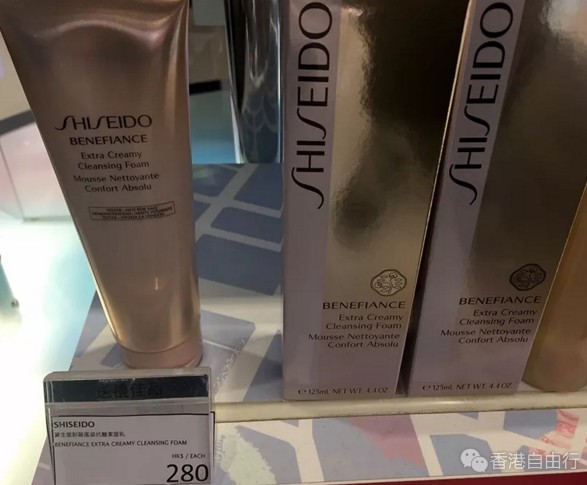 SHISEIDO
BENEFIANCE
Extra Creamy
Cleansing Foam
Mousse Nettoyante
Confort Absolu
SHISEIDO
BENEFIANCE
Extra Creamy
Cleansing Foam
Mousse Nettoyante
Confort Absolu
e125mL NET WT. 4.4 OZ.
SHISEIDO
BENEFIANCE
Extra Creamy
Cleansing Foam
Mousse Nettoyante
Confort Absolu
e125mL NET WT. 4.4 OZ.
SHISEIDO
BENEFIANCE EXTRA CREAMY CLEANSING FOAM
HK$ / EACH
280
香港自由行